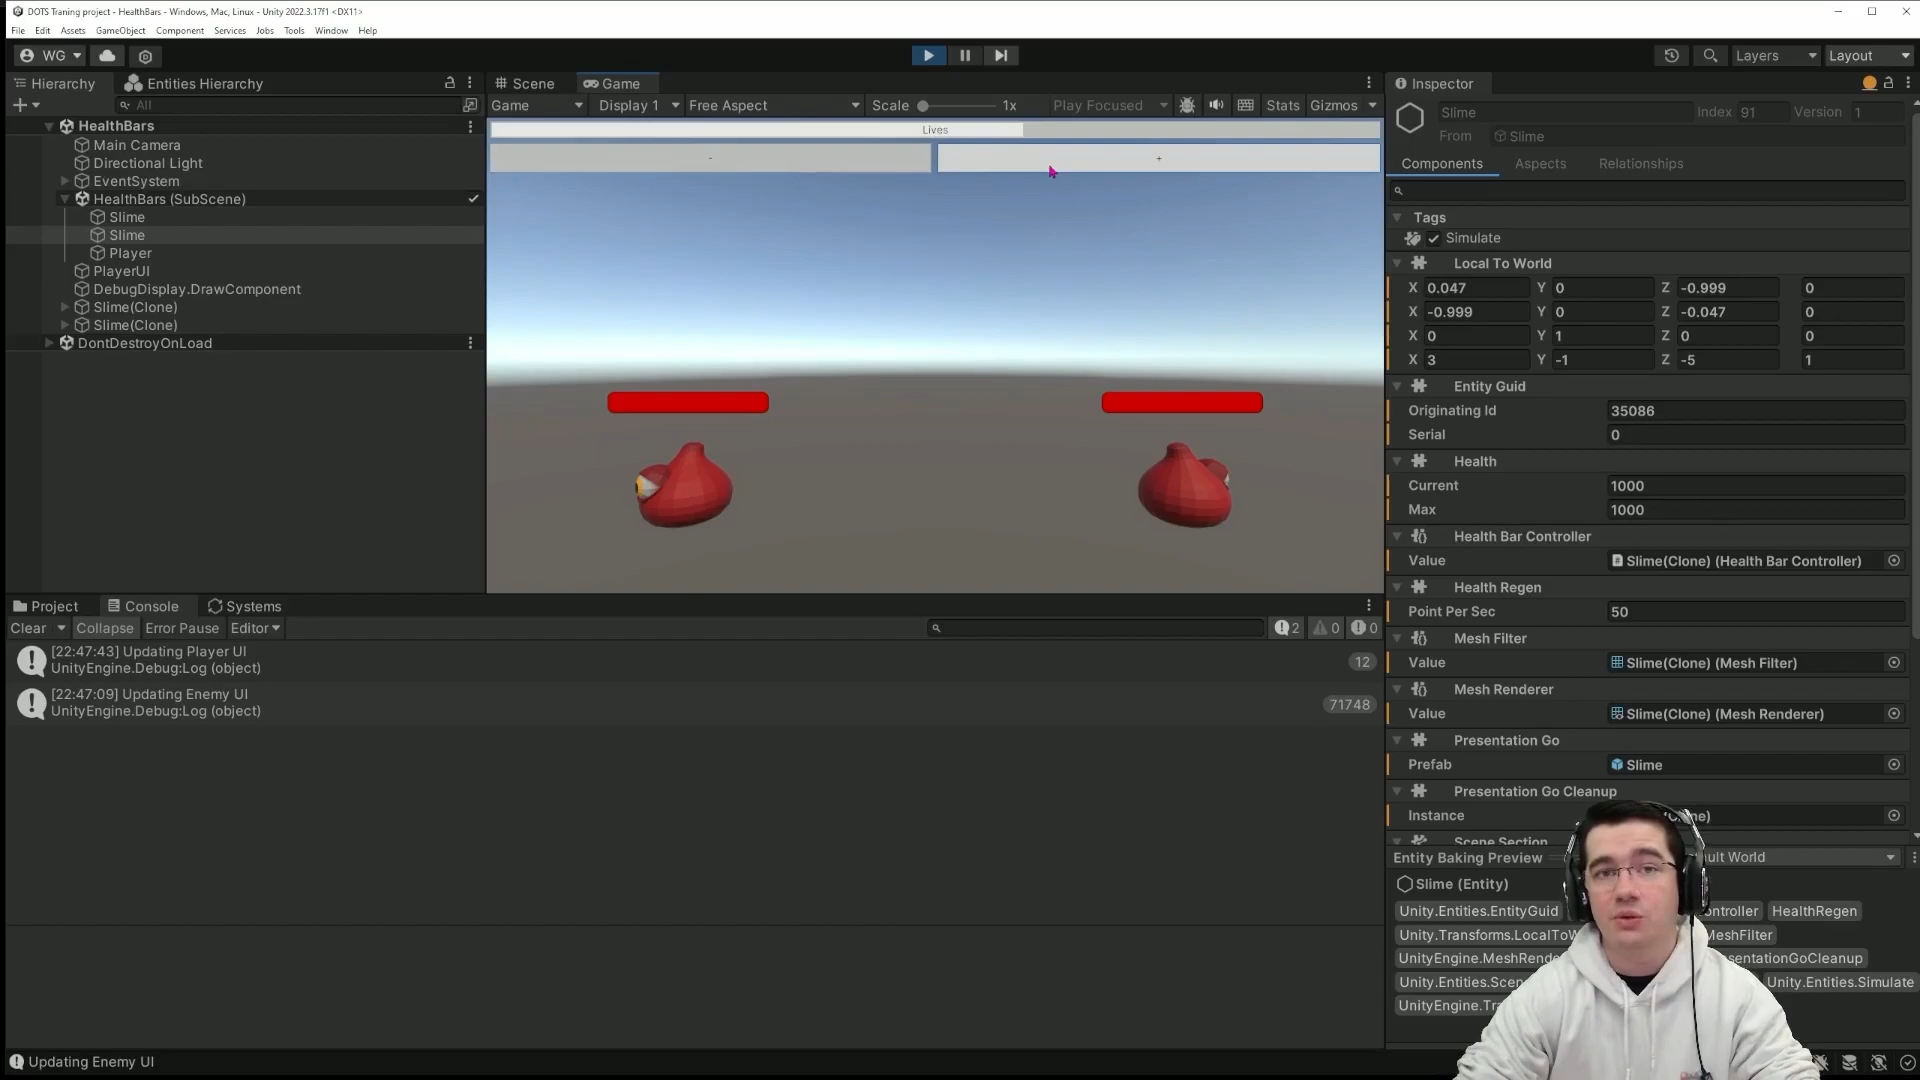 DOTS Traning project - HealthBars - Windows, Mac, Linux - Unity 2022.3.17f1 <DX11>
File Edit Assets GameObject Component Services Jobs Tools Window Help
WG
Layers Layout
Hierarchy Entities Hierarchy
All
HealthBars
Main Camera
Directional Light
EventSystem
HealthBars (SubScene)
Slime
Slime
Player
PlayerUI
DebugDisplay.DrawComponent
Slime(Clone)
Slime(Clone)
DontDestroyOnLoad
Scene Game
Game Display 1 Free Aspect Scale 1x Play Focused Stats Gizmos
Lives
- +
Project Console Systems
Clear Collapse Error Pause Editor
2 0 0
[22:47:43] Updating Player UI
UnityEngine.Debug:Log (object)
12
[22:47:09] Updating Enemy UI
UnityEngine.Debug:Log (object)
71748
Updating Enemy UI
Inspector
Slime Index 91 Version 1
From Slime
Components Aspects Relationships
Tags
Simulate
Local To World
X 0.047 Y 0 Z -0.999 0
X -0.999 Y 0 Z -0.047 0
X 0 Y 1 Z 0 0
X 3 Y -1 Z -5 1
Entity Guid
Originating Id 35086
Serial 0
Health
Current 1000
Max 1000
Health Bar Controller
Value Slime(Clone) (Health Bar Controller)
Health Regen
Point Per Sec 50
Mesh Filter
Value Slime(Clone) (Mesh Filter)
Mesh Renderer
Value Slime(Clone) (Mesh Renderer)
Presentation Go
Prefab Slime
Presentation Go Cleanup
Instance
Scene Section
Entity Baking Preview World
Slime (Entity)
Unity.Entities.EntityGuid HealthRegen
Unity.Transforms.LocalToW MeshFilter
UnityEngine.MeshRende sentationGoCleanup
Unity.Entities.Scen Unity.Entities.Simulate
UnityEngine.Tra